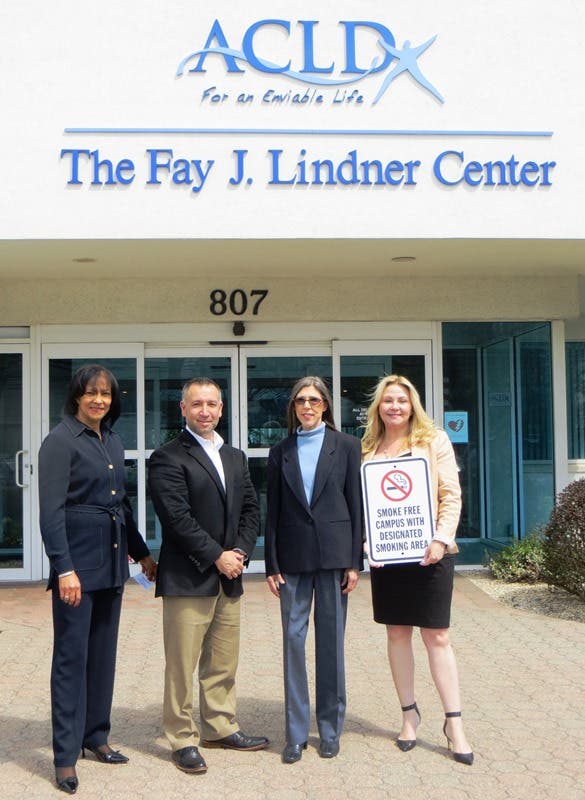 ACLD
For an Enviable Life
The Fay J. Lindner Center
807
SMOKE FREE
CAMPUS WITH
DESIGNATED
SMOKING AREA